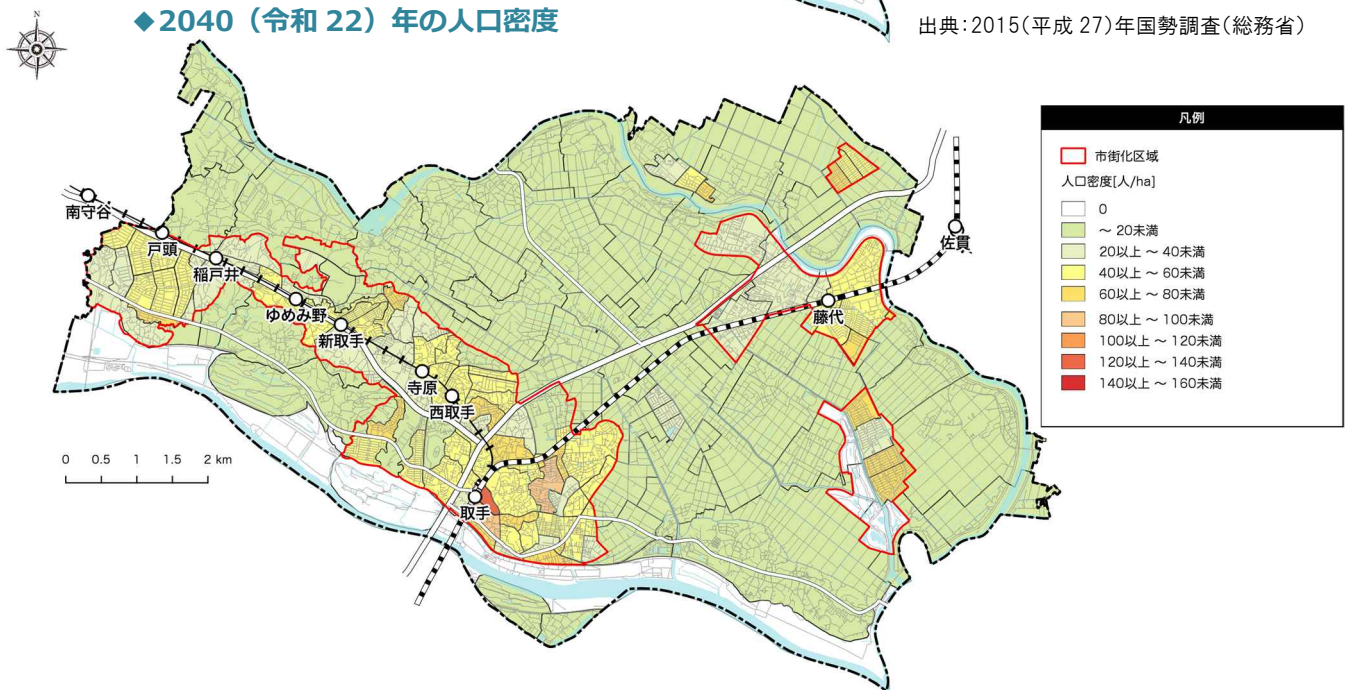 ◆2040（令和 22）年の人口密度
出典：2015(平成 27)年国勢調査(総務省)
N
凡例
市街化区域
人口密度[人/ha]
0
～ 20未満
20以上 ～ 40未満
40以上 ～ 60未満
60以上 ～ 80未満
80以上 ～ 100未満
100以上 ～ 120未満
120以上 ～ 140未満
140以上 ～ 160未満
南守谷
戸頭
稲戸井
ゆめみ野
新取手
寺原
西取手
取手
藤代
佐貫
0 0.5 1 1.5 2 km